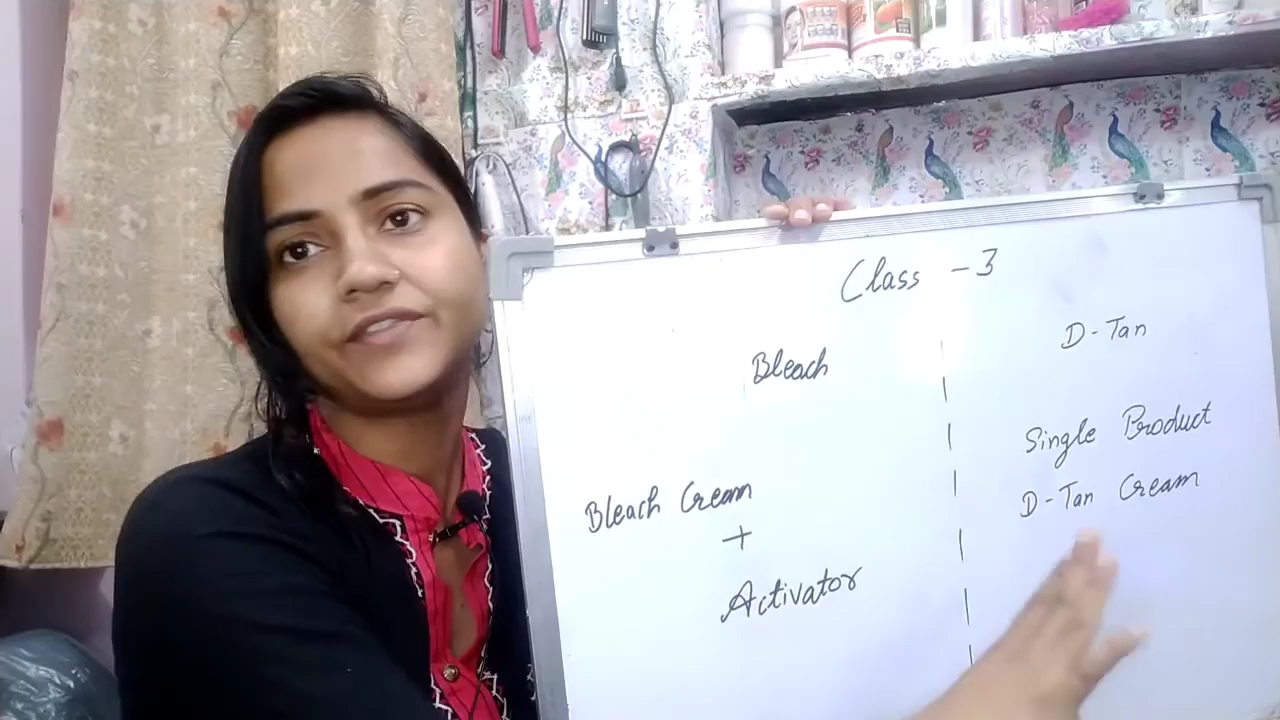 Class - 3
Bleach
Bleach Cream
+
Activator
D-Tan
Single Product
D-Tan Cream